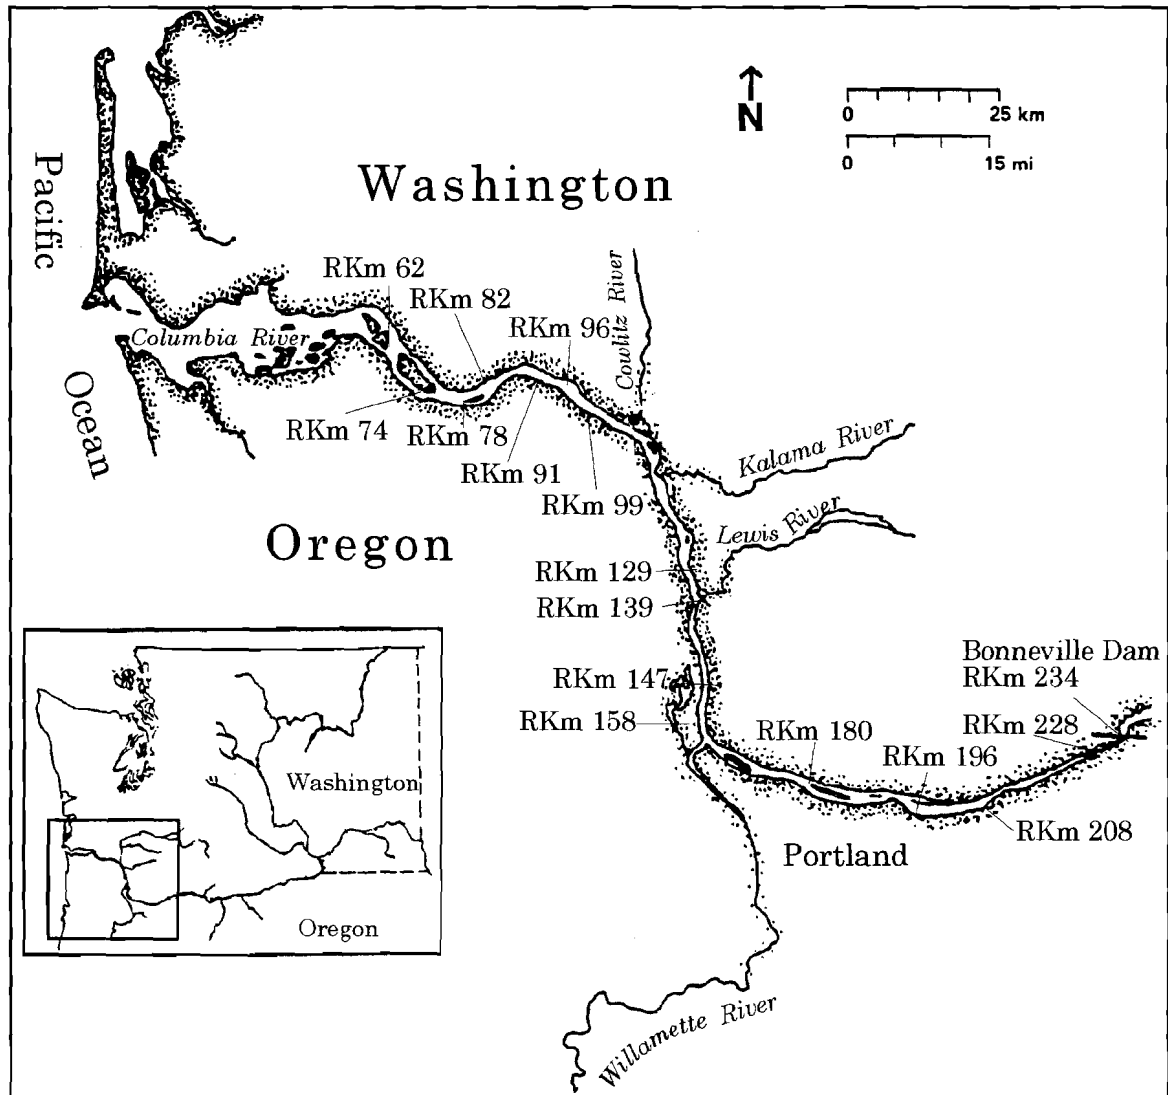 N
0 25 km
0 15 mi
Pacific
Ocean
Washington
RKm 62
RKm 82
RKm 96
Cowlitz River
Columbia River
RKm 74
RKm 78
RKm 91
RKm 99
Kalama River
Lewis River
Oregon
RKm 129
RKm 139
RKm 147
RKm 158
Bonneville Dam
RKm 234
RKm 228
RKm 180
RKm 196
RKm 208
Portland
Willamette River
Washington
Oregon